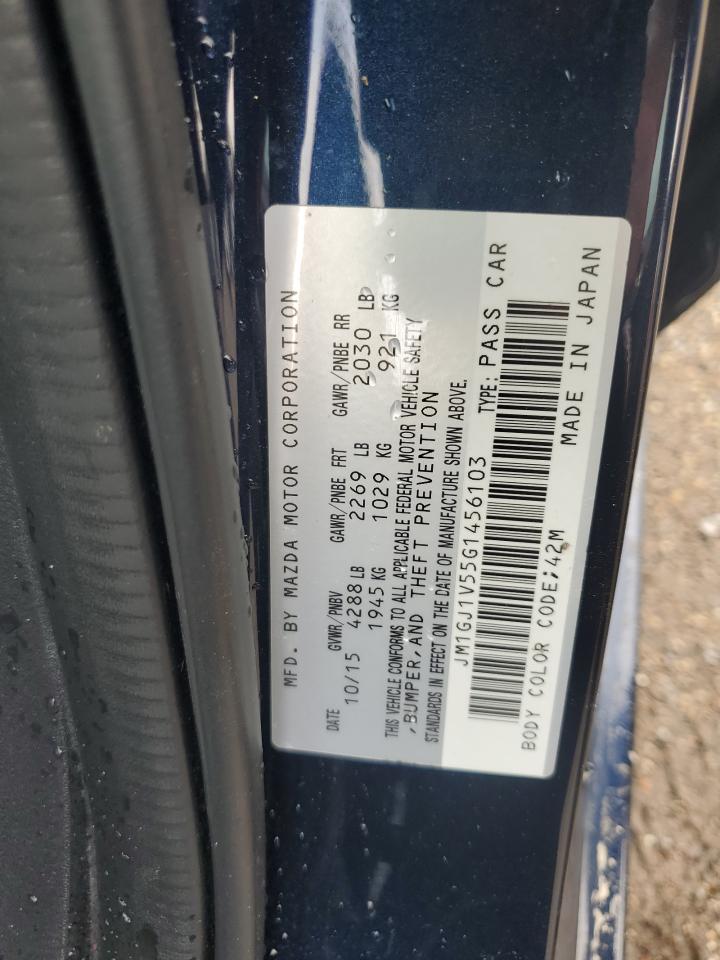 MFD. BY MAZDA MOTOR CORPORATION
DATE GVWR/PNBV GAWR/PNBE FRT GAWR/PNBE RR
10/15 4288 LB 2269 LB 2030 LB
1945 KG 1029 KG 921 KG
THIS VEHICLE CONFORMS TO ALL APPLICABLE FEDERAL MOTOR VEHICLE SAFETY
,BUMPER,AND THEFT PREVENTION
STANDARDS IN EFFECT ON THE DATE OF MANUFACTURE SHOWN ABOVE.
JM1GJ1V55G1456103 TYPE: PASS CAR
BODY COLOR CODE;42M MADE IN JAPAN